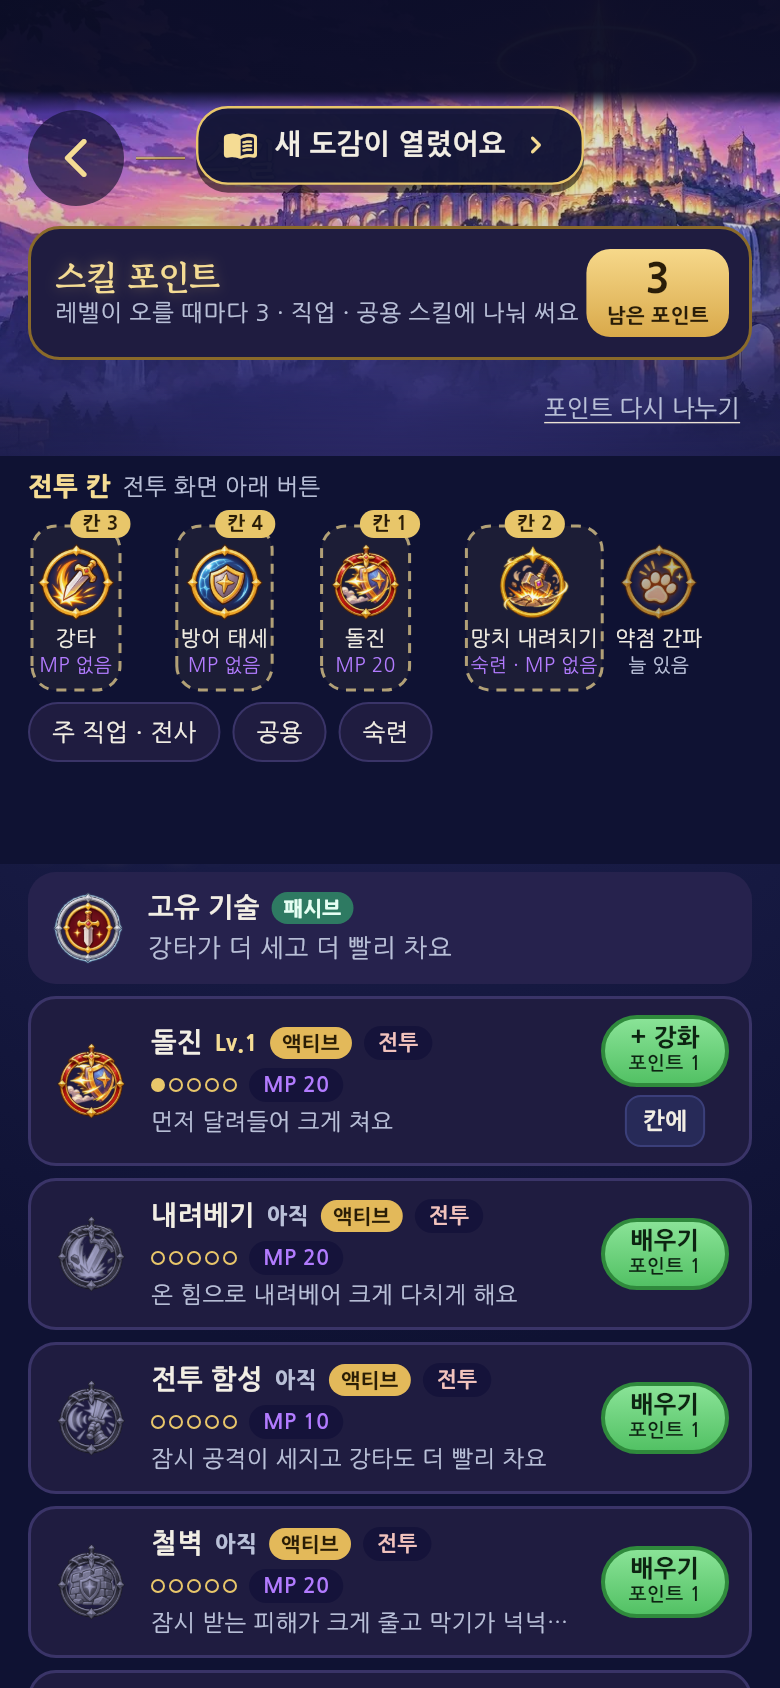 새 도감이 열렸어요
스킬 포인트
레벨이 오를 때마다 3 · 직업 · 공용 스킬에 나눠 써요
3
남은 포인트
포인트 다시 나누기
전투 칸 전투 화면 아래 버튼
칸 3 칸 4 칸 1 칸 2
강타 방어 태세 돌진 망치 내려치기 약점 간파
MP 없음 MP 없음 MP 20 숙련 · MP 없음 늘 있음
주 직업 · 전사 공용 숙련
고유 기술 패시브
강타가 더 세고 더 빨리 차요
돌진 Lv.1 액티브 전투
MP 20
먼저 달려들어 크게 쳐요
+ 강화
포인트 1
칸에
내려베기 아직 액티브 전투
MP 20
온 힘으로 내려베어 크게 다치게 해요
배우기
포인트 1
전투 함성 아직 액티브 전투
MP 10
잠시 공격이 세지고 강타도 더 빨리 차요
배우기
포인트 1
철벽 아직 액티브 전투
MP 20
잠시 받는 피해가 크게 줄고 막기가 넉넉…
배우기
포인트 1